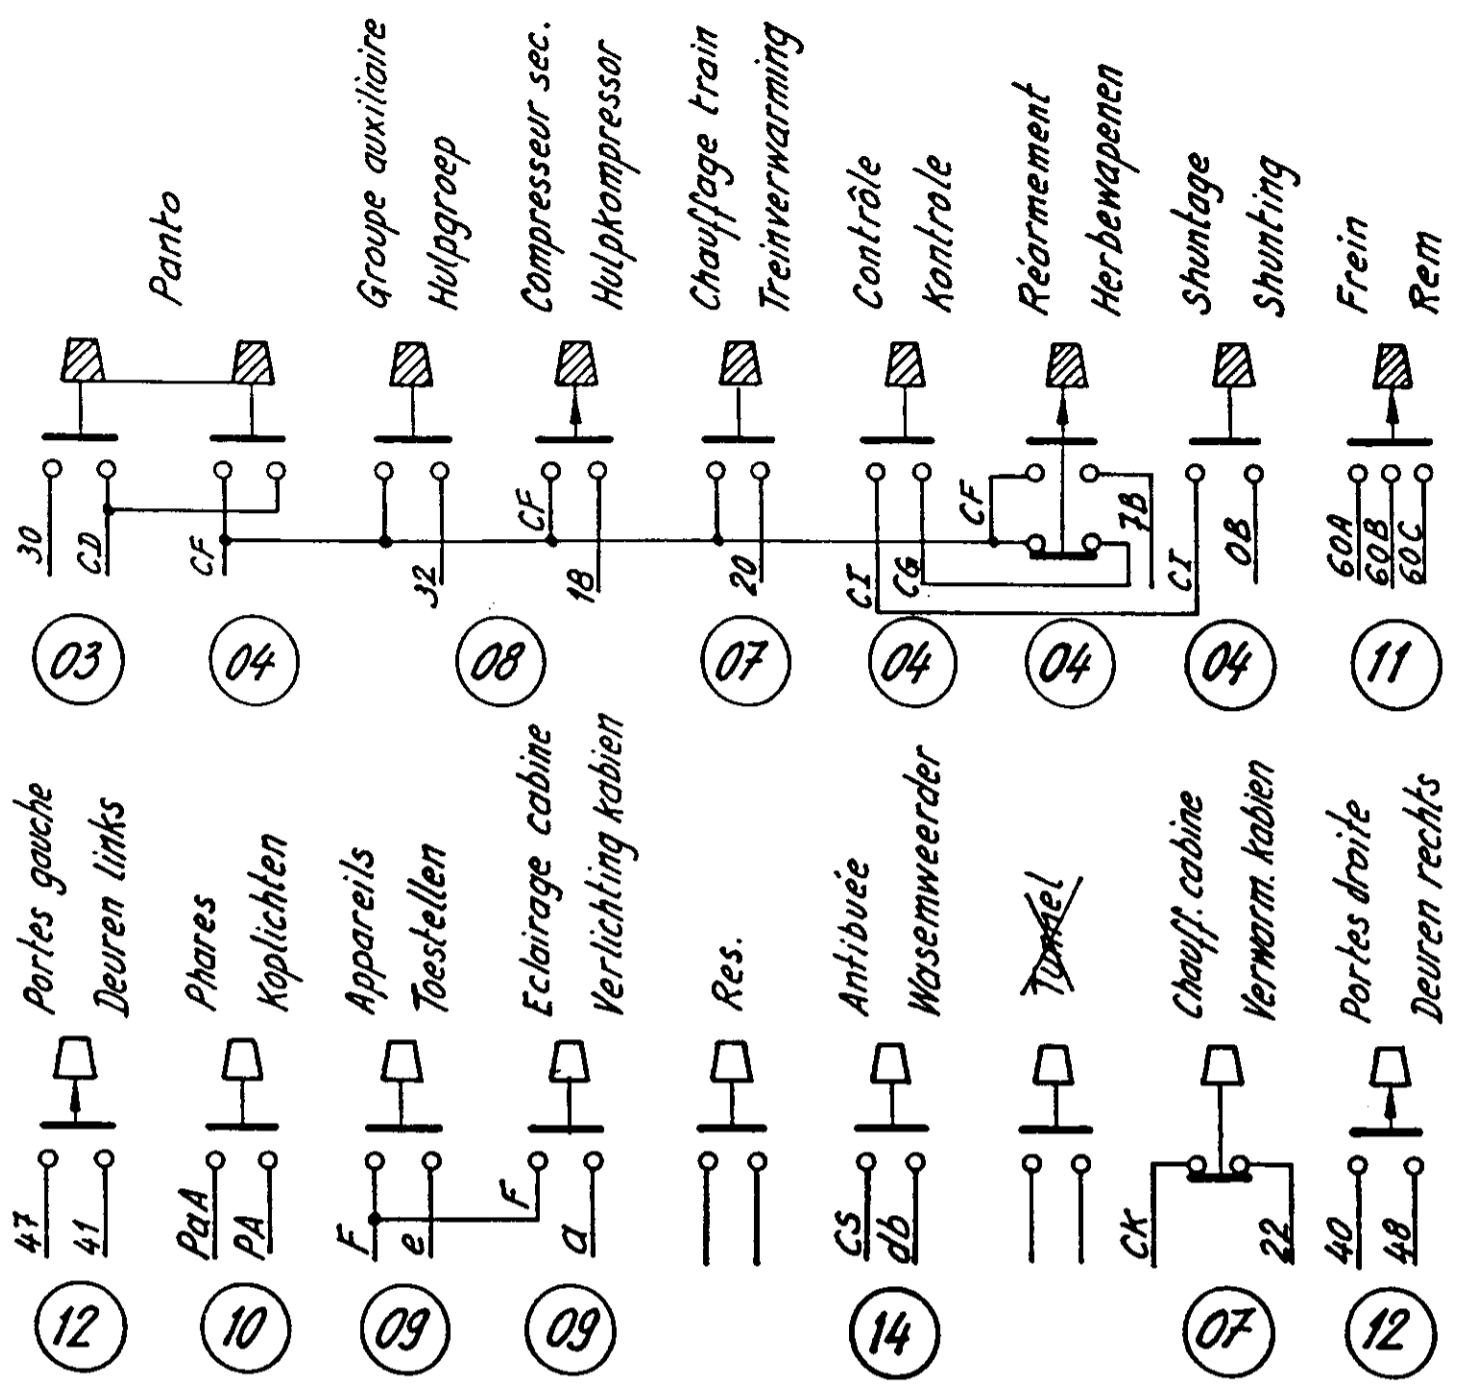 Panto
Groupe auxiliaire
Hulpgroep
Compresseur sec.
Hulpkompressor
Chauffage train
Treinverwarming
Contrôle
Kontrole
Réarmement
Herbewapenen
Shuntage
Shunting
Frein
Rem
30
CD
CF
32
CF
18
20
CI
CG
CF
7B
CI
0B
60A
60B
60C
03
04
08
07
04
04
04
11
Portes gauche
Deuren links
Phares
Koplichten
Appareils
Toestellen
Eclairage cabine
Verlichting kabien
Res.
Antibuée
Wasemweerder
Tunnel
Chauff. cabine
Verwarm. kabien
Portes droite
Deuren rechts
47
41
PaA
PA
F
e
F
a
CS
db
CK
22
40
48
12
10
09
09
14
07
12